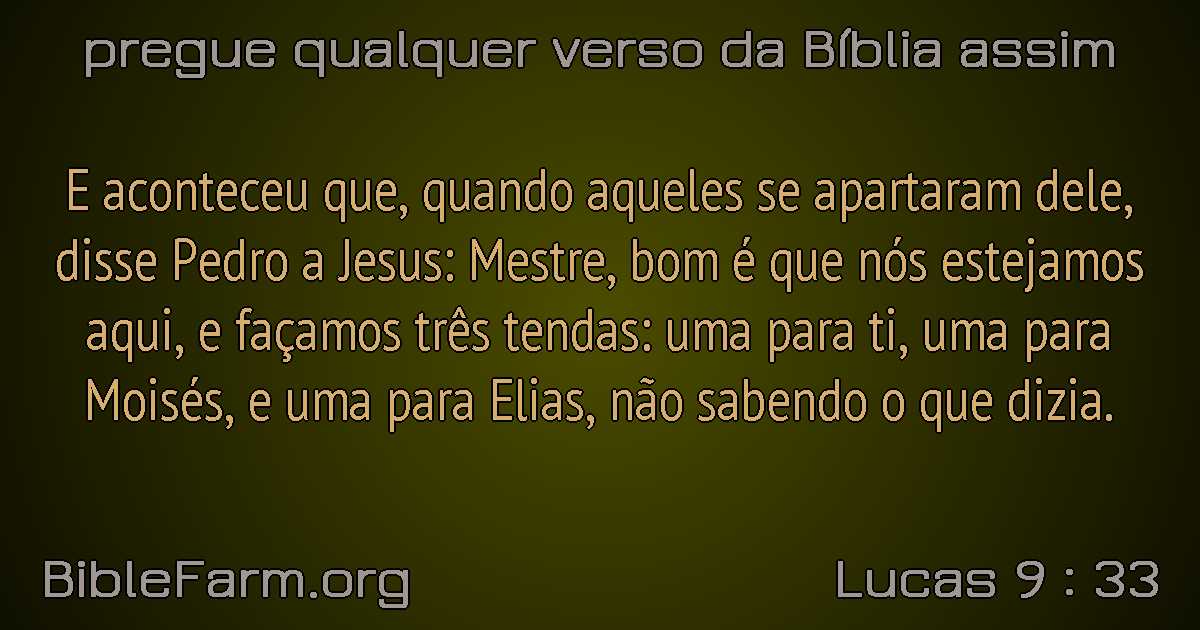 pregue qualquer verso da Bíblia assim
E aconteceu que, quando aqueles se apartaram dele,
disse Pedro a Jesus: Mestre, bom é que nós estejamos
aqui, e façamos três tendas: uma para ti, uma para
Moisés, e uma para Elias, não sabendo o que dizia.
BibleFarm.org
Lucas 9 : 33